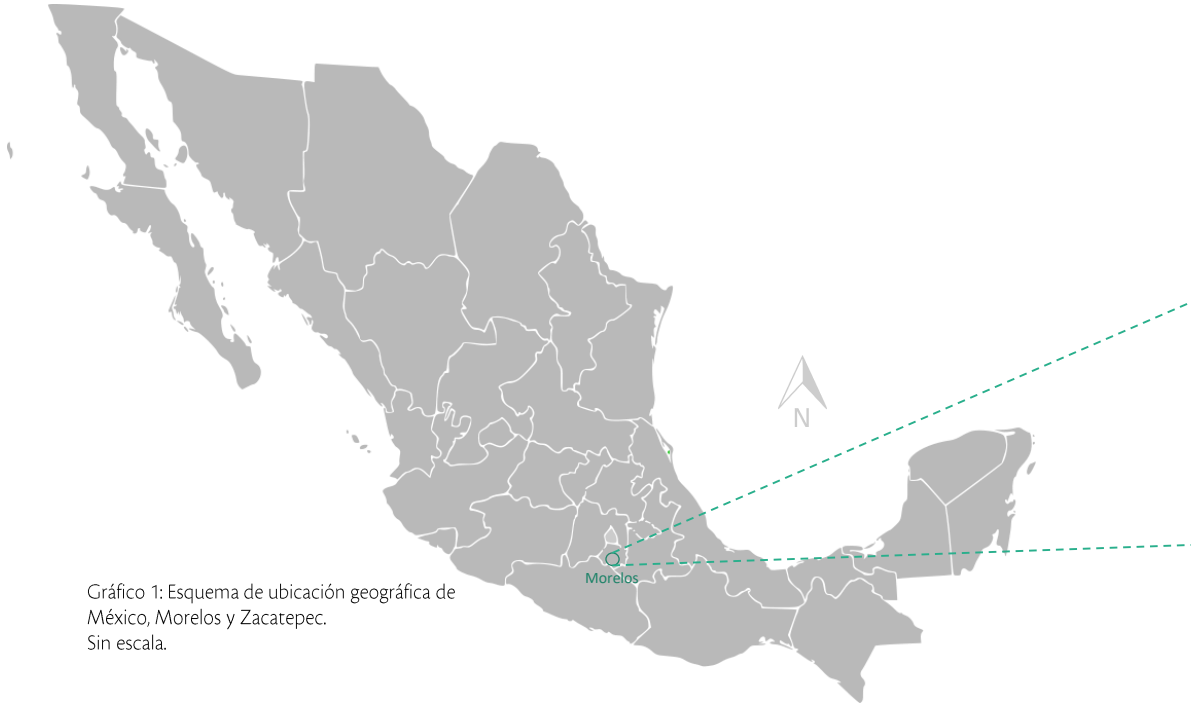 N
Morelos
Gráfico 1: Esquema de ubicación geográfica de
México, Morelos y Zacatepec.
Sin escala.